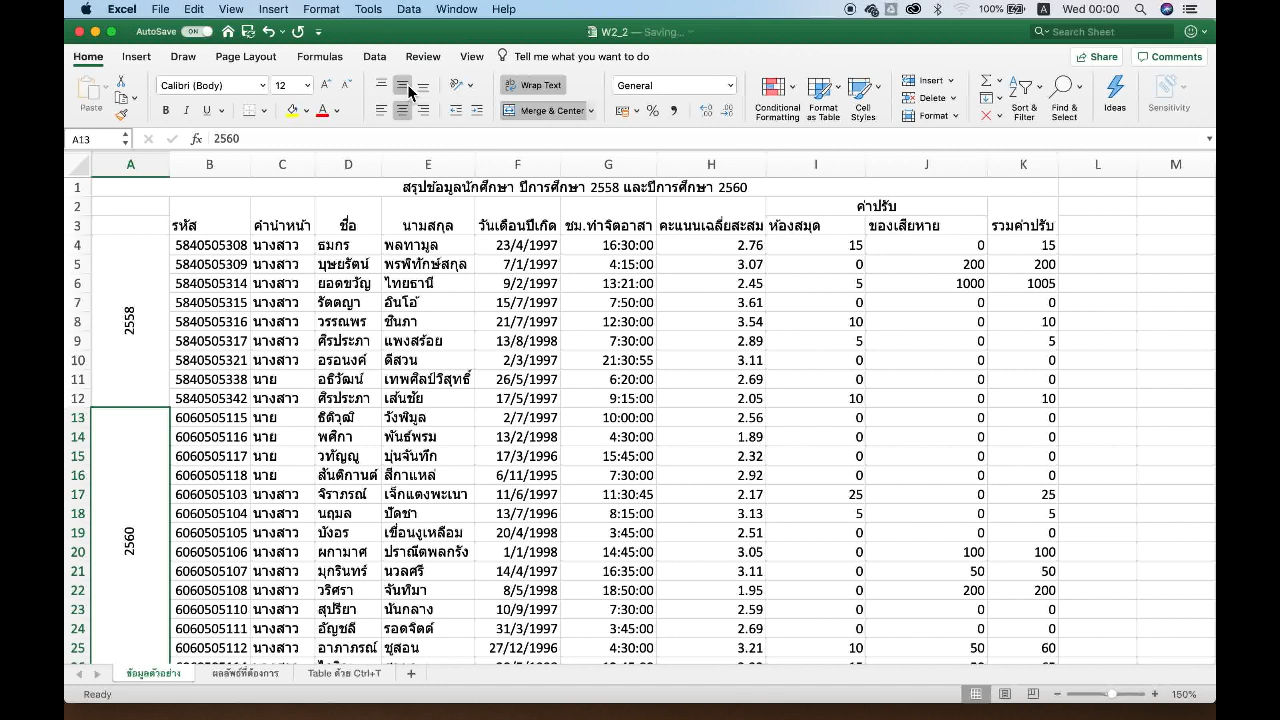 Excel File Edit View Insert Format Tools Data Window Help 100% A Wed 00:00
AutoSave ON W2_2 — Saving... Search Sheet
Home Insert Draw Page Layout Formulas Data Review View Tell me what you want to do Share Comments
Paste Calibri (Body) 12 Wrap Text General Conditional Formatting Format as Table Cell Styles Insert Sort & Filter Find & Select Ideas Sensitivity
B I U Merge & Center Delete
Format
A13 fx 2560
A B C D E F G H I J K L M
1 สรุปข้อมูลนักศึกษา ปีการศึกษา 2558 และปีการศึกษา 2560
2 ค่าปรับ
3 รหัส คำนำหน้า ชื่อ นามสกุล วันเดือนปีเกิด ชม.ทำจิตอาสา คะแนนเฉลี่ยสะสม ห้องสมุด ของเสียหาย รวมค่าปรับ
4 5840505308 นางสาว ธมกร พลทามูล 23/4/1997 16:30:00 2.76 15 0 15
5 5840505309 นางสาว บุษยรัตน์ พรพิทักษ์สกุล 7/1/1997 4:15:00 3.07 0 200 200
6 5840505314 นางสาว ยอดขวัญ ไทยธานี 9/2/1997 13:21:00 2.45 5 1000 1005
7 5840505315 นางสาว รัตตญา อินโอ้ 15/7/1997 7:50:00 3.61 0 0 0
2558
8 5840505316 นางสาว วรรณพร ชินภา 21/7/1997 12:30:00 3.54 10 0 10
9 5840505317 นางสาว ศิรประภา แพงสร้อย 13/8/1998 7:30:00 2.89 5 0 5
10 5840505321 นางสาว อรอนงค์ ดีสวน 2/3/1997 21:30:55 3.11 0 0 0
11 5840505338 นาย อธิวัฒน์ เทพศิลป์วิสุทธิ์ 26/5/1997 6:20:00 2.69 0 0 0
12 5840505342 นางสาว ศิรประภา เส้นชัย 17/5/1997 9:15:00 2.05 10 0 10
13 6060505115 นาย ธิติวุฒิ วังพิมูล 2/7/1997 10:00:00 2.56 0 0 0
14 6060505116 นาย พศิกา พันธ์พรม 13/2/1998 4:30:00 1.89 0 0 0
15 6060505117 นาย วทัญญู บุ่นจันทึก 17/3/1996 15:45:00 2.32 0 0 0
16 6060505118 นาย สันติกานต์ สีกาแหล่ 6/11/1995 7:30:00 2.92 0 0 0
17 6060505103 นางสาว จิราภรณ์ เจ็กแตงพะเนา 11/6/1997 11:30:45 2.17 25 0 25
18 6060505104 นางสาว นฤมล ปัดชา 13/7/1996 8:15:00 3.13 5 0 5
19 6060505105 นางสาว บังอร เขื่อนงูเหลือม 20/4/1998 3:45:00 2.51 0 0 0
2560
20 6060505106 นางสาว ผกามาศ ปราณีตพลกรัง 1/1/1998 14:45:00 3.05 0 100 100
21 6060505107 นางสาว มุกรินทร์ นวลศรี 14/4/1997 16:35:00 3.11 0 50 50
22 6060505108 นางสาว วริศรา จันทิมา 8/5/1998 18:50:00 1.95 0 200 200
23 6060505110 นางสาว สุปรียา นันกลาง 10/9/1997 7:30:00 2.59 0 0 0
24 6060505111 นางสาว อัญชลี รอดจิตต์ 31/3/1997 3:45:00 2.69 0 0 0
25 6060505112 นางสาว อาภาภรณ์ ชูสอน 27/12/1996 4:30:00 3.21 10 50 60
ข้อมูลตัวอย่าง ผลลัพธ์ที่ต้องการ Table ด้วย Ctrl+T +
Ready 150%